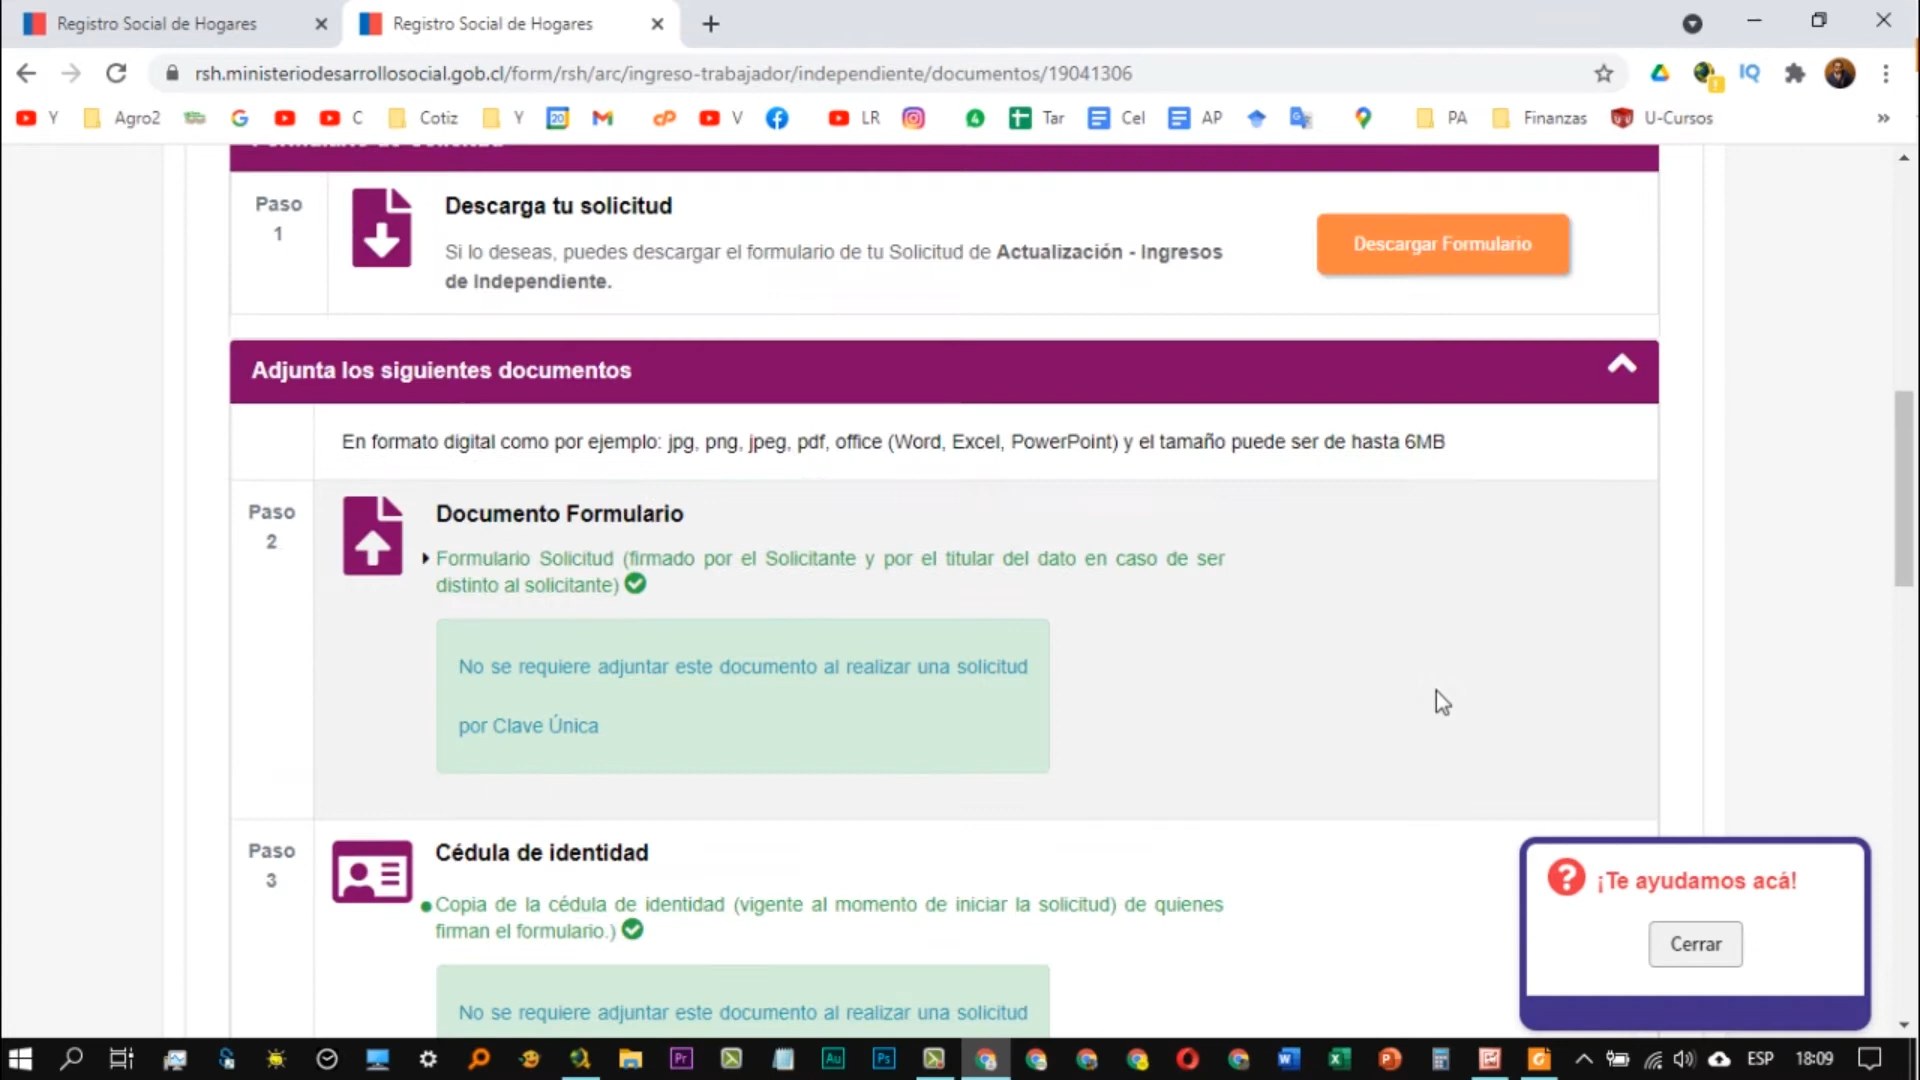 Registro Social de Hogares
Registro Social de Hogares
rsh.ministeriodesarrollosocial.gob.cl/form/rsh/arc/ingreso-trabajador/independiente/documentos/19041306
Y Agro2 C Cotiz Y 20 V LR 4 Tar Cel AP PA Finanzas U-Cursos »
Paso
1
Descarga tu solicitud
Si lo deseas, puedes descargar el formulario de tu Solicitud de Actualización - Ingresos
de Independiente.
Descargar Formulario
Adjunta los siguientes documentos
En formato digital como por ejemplo: jpg, png, jpeg, pdf, office (Word, Excel, PowerPoint) y el tamaño puede ser de hasta 6MB
Paso
2
Documento Formulario
Formulario Solicitud (firmado por el Solicitante y por el titular del dato en caso de ser
distinto al solicitante)
No se requiere adjuntar este documento al realizar una solicitud
por Clave Única
Paso
3
Cédula de identidad
Copia de la cédula de identidad (vigente al momento de iniciar la solicitud) de quienes
firman el formulario.)
No se requiere adjuntar este documento al realizar una solicitud
? ¡Te ayudamos acá!
Cerrar
Pr Au Ps ESP 18:09